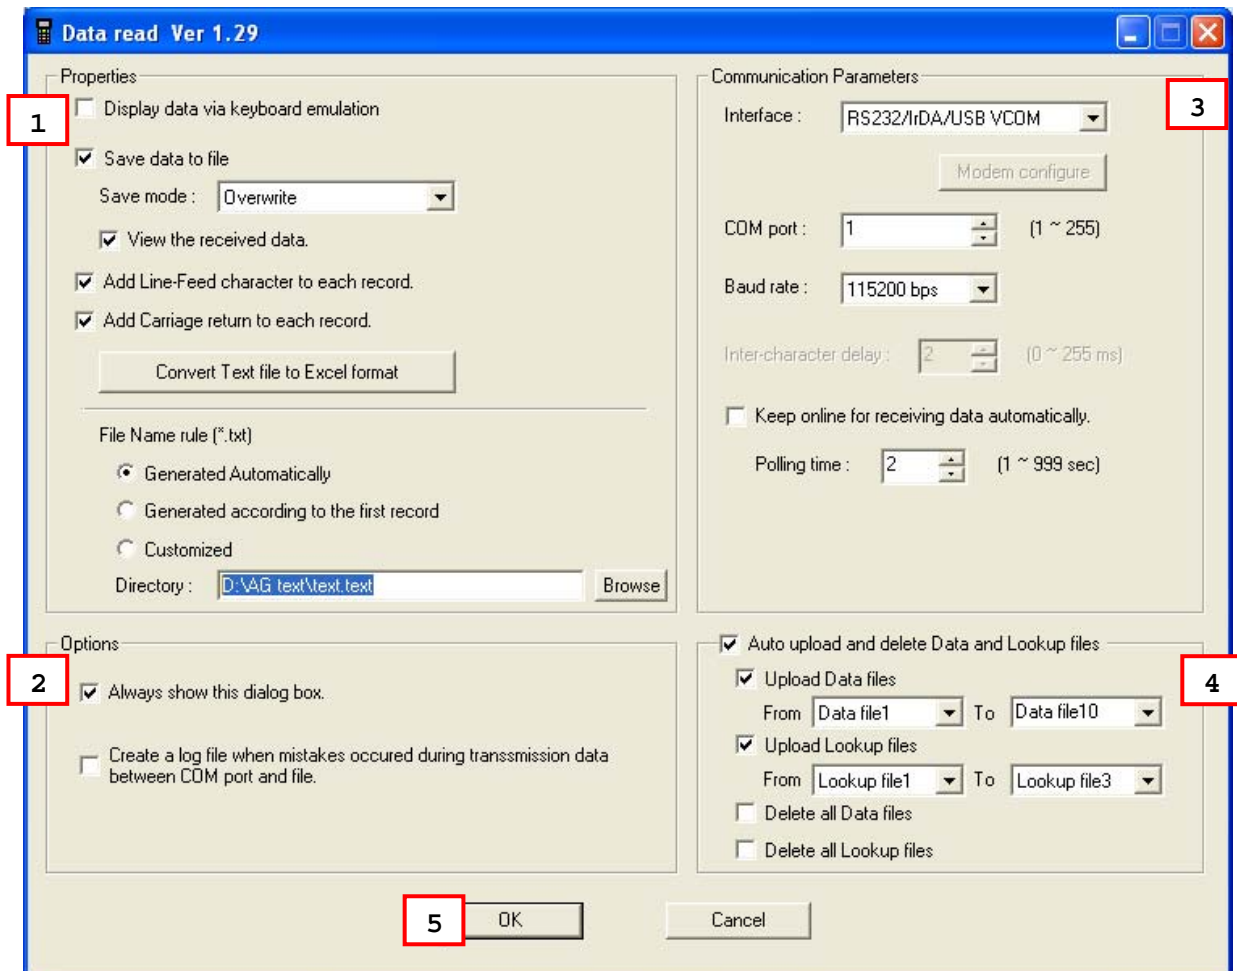 Data read Ver 1.29
Properties
1
Display data via keyboard emulation
Save data to file
Save mode : Overwrite
View the received data.
Add Line-Feed character to each record.
Add Carriage return to each record.
Convert Text file to Excel format
File Name rule (*.txt)
Generated Automatically
Generated according to the first record
Customized
Directory : D:\AG text\text.text Browse
Communication Parameters
3
Interface : RS232/IrDA/USB VCOM
Modem configure
COM port : 1 (1 ~ 255)
Baud rate : 115200 bps
Inter-character delay : 2 (0 ~ 255 ms)
Keep online for receiving data automatically.
Polling time : 2 (1 ~ 999 sec)
Options
2
Always show this dialog box.
Create a log file when mistakes occured during transsmission data
between COM port and file.
Auto upload and delete Data and Lookup files
4
Upload Data files
From Data file1 To Data file10
Upload Lookup files
From Lookup file1 To Lookup file3
Delete all Data files
Delete all Lookup files
5 OK Cancel